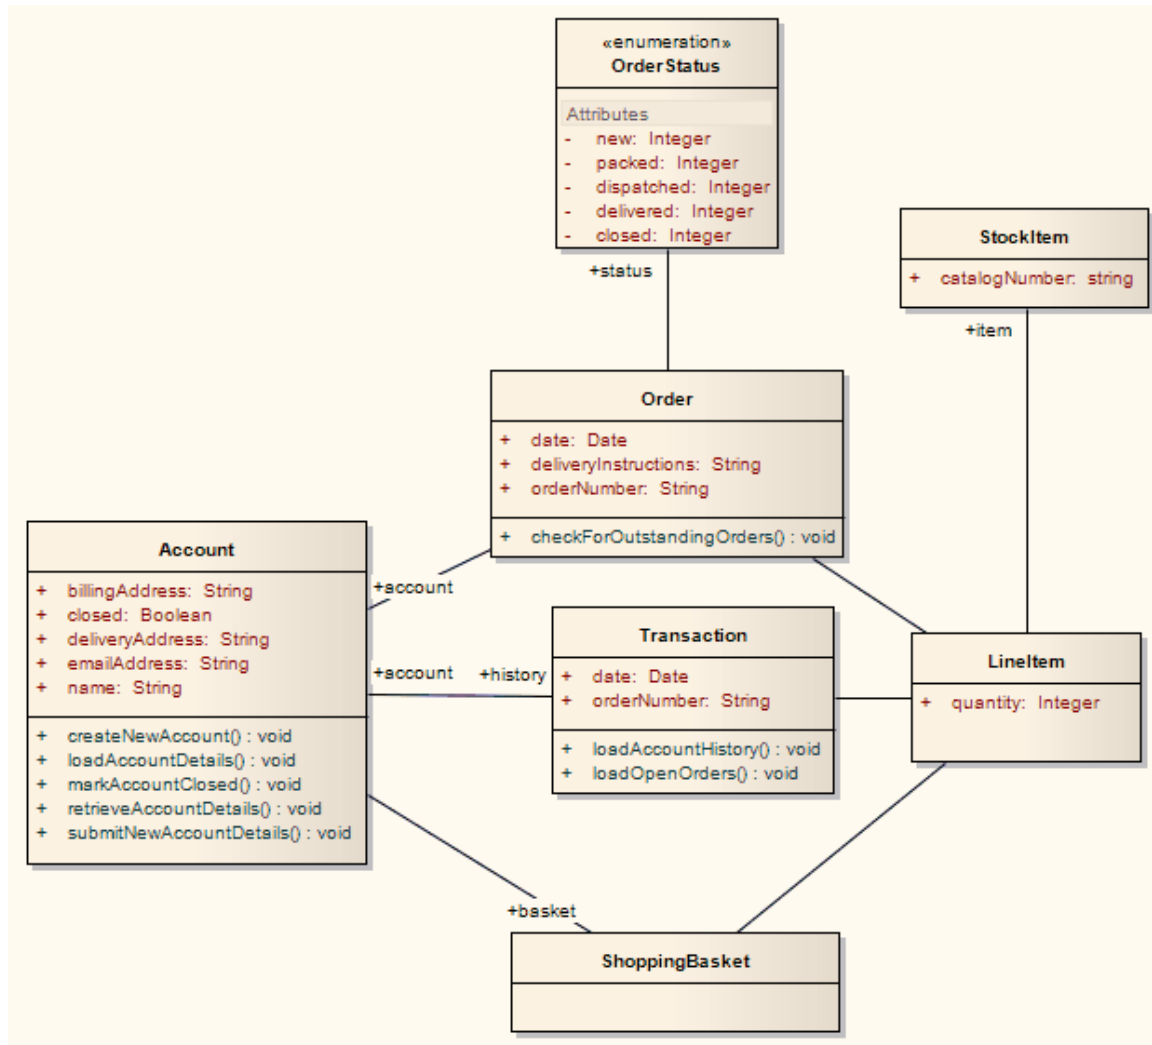 «enumeration»
OrderStatus
Attributes
- new: Integer
- packed: Integer
- dispatched: Integer
- delivered: Integer
- closed: Integer
+status
StockItem
+ catalogNumber: string
+item
Order
+ date: Date
+ deliveryInstructions: String
+ orderNumber: String
+ checkForOutstandingOrders() : void
Account
+ billingAddress: String
+ closed: Boolean
+ deliveryAddress: String
+ emailAddress: String
+ name: String
+ createNewAccount() : void
+ loadAccountDetails() : void
+ markAccountClosed() : void
+ retrieveAccountDetails() : void
+ submitNewAccountDetails() : void
+account
+account
+history
Transaction
+ date: Date
+ orderNumber: String
+ loadAccountHistory() : void
+ loadOpenOrders() : void
LineItem
+ quantity: Integer
+basket
ShoppingBasket